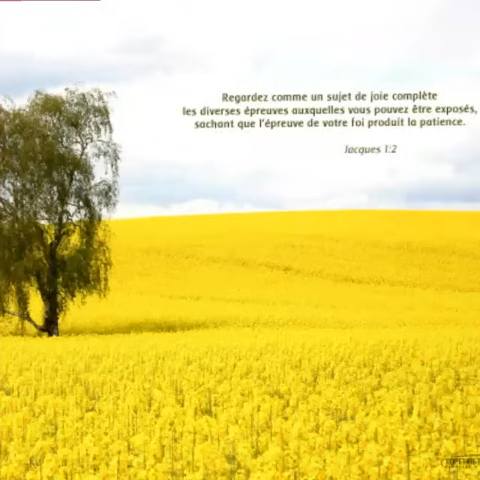 Regardez comme un sujet de joie complète
les diverses épreuves auxquelles vous pouvez être exposés,
sachant que l'épreuve de votre foi produit la patience.
Jacques 1:2